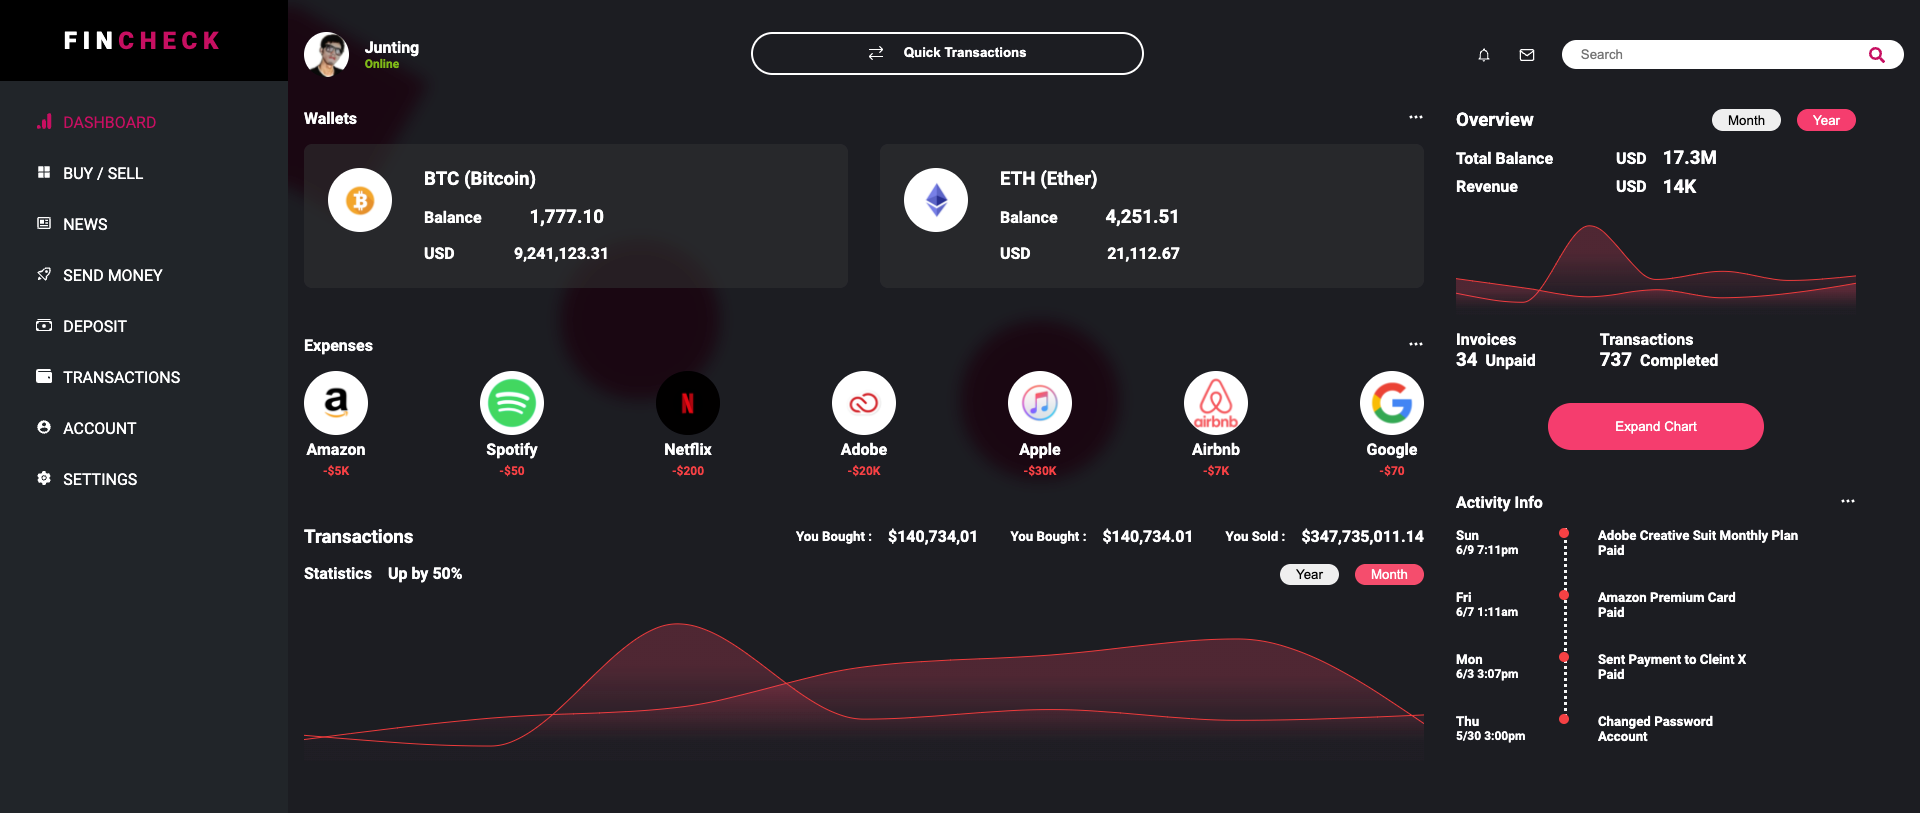 FINCHECK
DASHBOARD
BUY / SELL
NEWS
SEND MONEY
DEPOSIT
TRANSACTIONS
ACCOUNT
SETTINGS
Junting
Online
Quick Transactions
Search
Wallets
BTC (Bitcoin)
Balance 1,777.10
USD 9,241,123.31
ETH (Ether)
Balance 4,251.51
USD 21,112.67
Expenses
a
Amazon
-$5K
Spotify
-$50
N
Netflix
-$200
Adobe
-$20K
Apple
-$30K
airbnb
Airbnb
-$7K
G
Google
-$70
Transactions
You Bought : $140,734,01
You Bought : $140,734.01
You Sold : $347,735,011.14
Statistics Up by 50%
Year Month
Overview
Month Year
Total Balance USD 17.3M
Revenue USD 14K
Invoices
34 Unpaid
Transactions
737 Completed
Expand Chart
Activity Info
Sun
6/9 7:11pm
Adobe Creative Suit Monthly Plan
Paid
Fri
6/7 1:11am
Amazon Premium Card
Paid
Mon
6/3 3:07pm
Sent Payment to Cleint X
Paid
Thu
5/30 3:00pm
Changed Password
Account